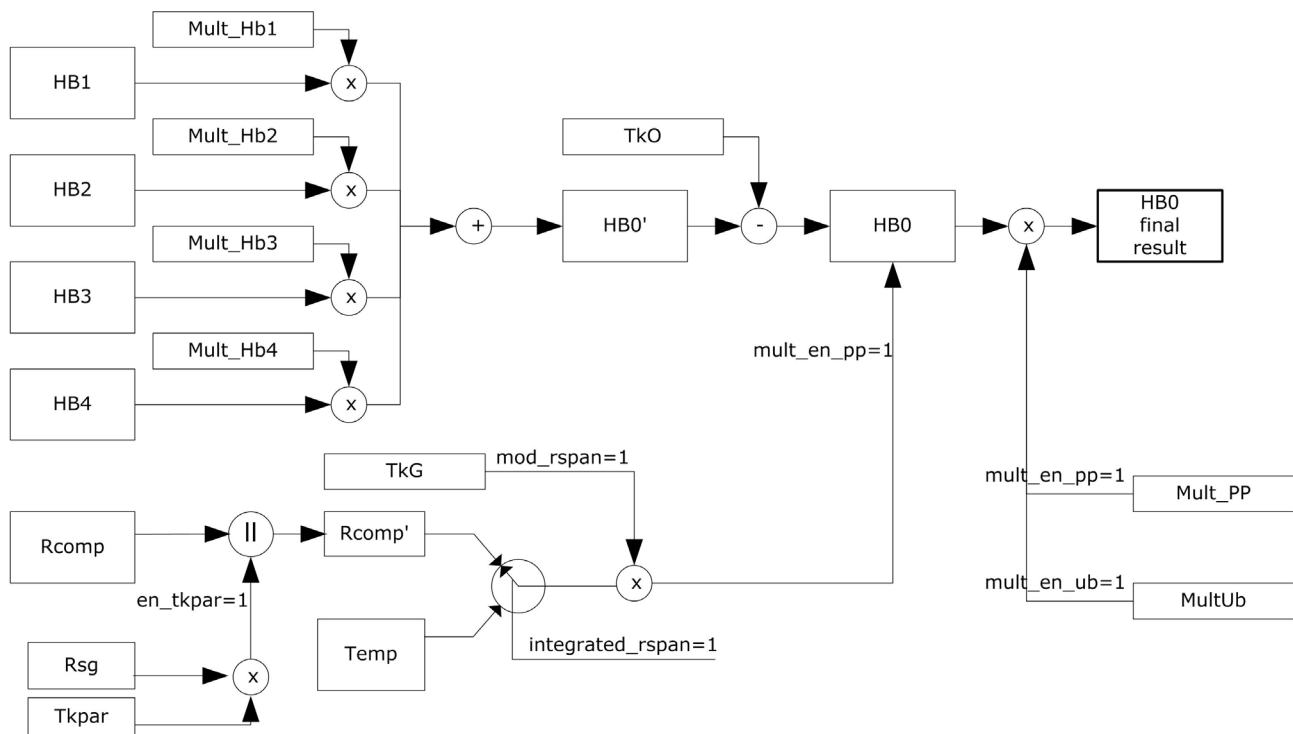 Mult_Hb1
HB1
x
Mult_Hb2
HB2
x
TkO
+
HB0'
-
HB0
x
HB0
final
result
Mult_Hb3
HB3
x
Mult_Hb4
HB4
x
mult_en_pp=1
TkG
mod_rspan=1
mult_en_pp=1
Mult_PP
Rcomp
||
Rcomp'
x
en_tkpar=1
mult_en_ub=1
MultUb
Temp
integrated_rspan=1
Rsg
x
Tkpar